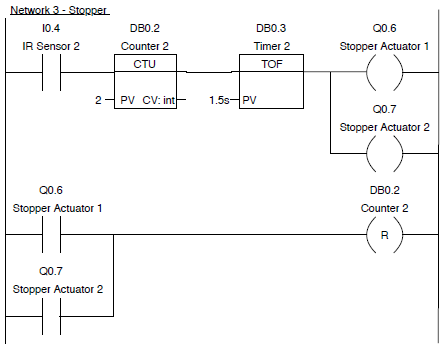 Network 3 - Stopper
I0.4 DB0.2 DB0.3 Q0.6
IR Sensor 2 Counter 2 Timer 2 Stopper Actuator 1
CTU TOF
2 PV CV: int 1.5s PV
Q0.7
Stopper Actuator 2
Q0.6 DB0.2
Stopper Actuator 1 Counter 2
R
Q0.7
Stopper Actuator 2